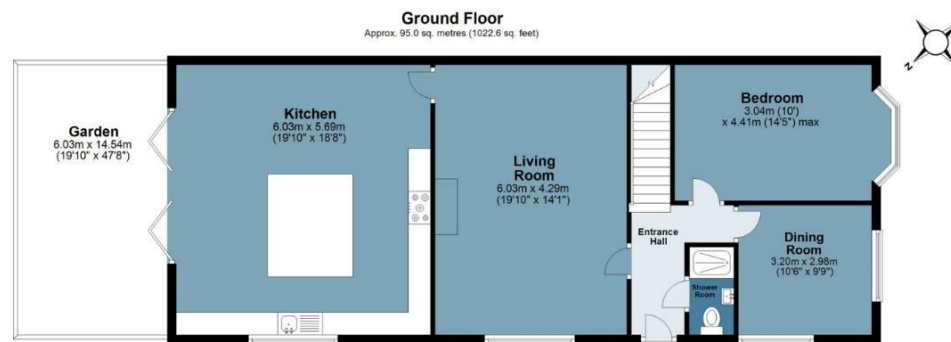 Ground Floor
Approx. 95.0 sq. metres (1022.6 sq. feet)
N
Garden
6.03m x 14.54m
(19'10" x 47'8")
Kitchen
6.03m x 5.69m
(19'10" x 18'8")
Living
Room
6.03m x 4.29m
(19'10" x 14'1")
Bedroom
3.04m (10')
x 4.41m (14'5") max
Entrance
Hall
Dining
Room
3.20m x 2.98m
(10'6" x 9'9")
Shower
Room